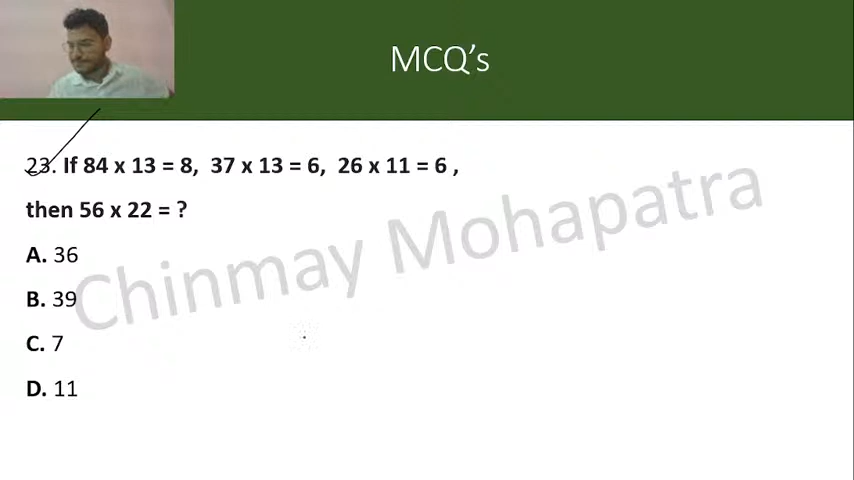 MCQ’s
23. If 84 x 13 = 8, 37 x 13 = 6, 26 x 11 = 6 ,
then 56 x 22 = ?
A. 36
B. 39
C. 7
D. 11
Chinmay Mohapatra